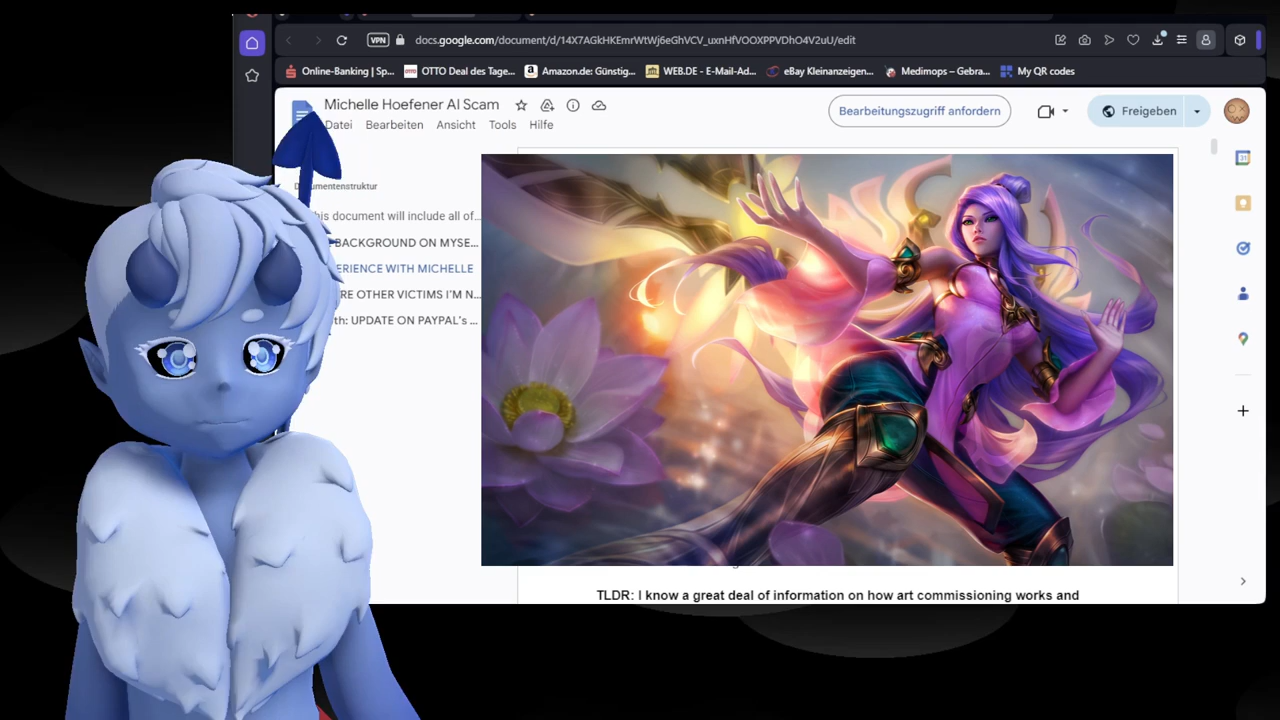 VPN docs.google.com/document/d/14X7AGkHKEmrWtWj6eGhVCV_uxnHfVOOXPPVDhO4V2uU/edit
Online-Banking | Sp... OTTO Deal des Tage... Amazon.de: Günstig... WEB.DE - E-Mail-Ad... eBay Kleinanzeigen... Medimops – Gebra... My QR codes
Michelle Hoefener AI Scam
Bearbeitungszugriff anfordern
Freigeben
Datei Bearbeiten Ansicht Tools Hilfe
31
his document will include all of...
BACKGROUND ON MYSE...
ERIENCE WITH MICHELLE
RE OTHER VICTIMS I'M N...
th: UPDATE ON PAYPAL's ...
TLDR: I know a great deal of information on how art commissioning works and